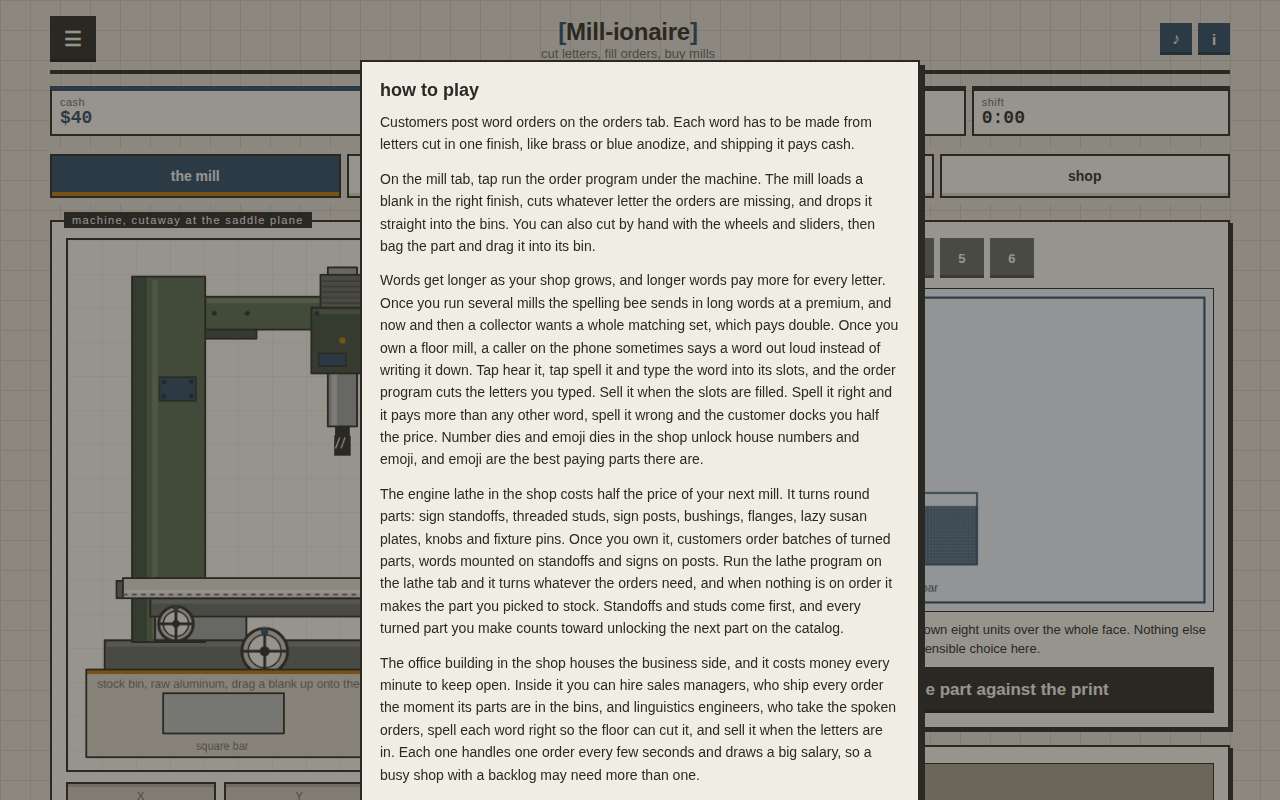 ☰
[Mill-ionaire]
cut letters, fill orders, buy mills
♪
i
cash
$40
shift
0:00
the mill
shop
machine, cutaway at the saddle plane
5
6
how to play
Customers post word orders on the orders tab. Each word has to be made from
letters cut in one finish, like brass or blue anodize, and shipping it pays cash.
On the mill tab, tap run the order program under the machine. The mill loads a
blank in the right finish, cuts whatever letter the orders are missing, and drops it
straight into the bins. You can also cut by hand with the wheels and sliders, then
bag the part and drag it into its bin.
Words get longer as your shop grows, and longer words pay more for every letter.
Once you run several mills the spelling bee sends in long words at a premium, and
now and then a collector wants a whole matching set, which pays double. Once you
own a floor mill, a caller on the phone sometimes says a word out loud instead of
writing it down. Tap hear it, tap spell it and type the word into its slots, and the order
program cuts the letters you typed. Sell it when the slots are filled. Spell it right and
it pays more than any other word, spell it wrong and the customer docks you half
the price. Number dies and emoji dies in the shop unlock house numbers and
emoji, and emoji are the best paying parts there are.
The engine lathe in the shop costs half the price of your next mill. It turns round
parts: sign standoffs, threaded studs, sign posts, bushings, flanges, lazy susan
plates, knobs and fixture pins. Once you own it, customers order batches of turned
parts, words mounted on standoffs and signs on posts. Run the lathe program on
the lathe tab and it turns whatever the orders need, and when nothing is on order it
makes the part you picked to stock. Standoffs and studs come first, and every
turned part you make counts toward unlocking the next part on the catalog.
The office building in the shop houses the business side, and it costs money every
minute to keep open. Inside it you can hire sales managers, who ship every order
the moment its parts are in the bins, and linguistics engineers, who take the spoken
orders, spell each word right so the floor can cut it, and sell it when the letters are
in. Each one handles one order every few seconds and draws a big salary, so a
busy shop with a backlog may need more than one.
stock bin, raw aluminum, drag a blank up onto the
square bar
X
Y
bar
own eight units over the whole face. Nothing else
ensible choice here.
e part against the print